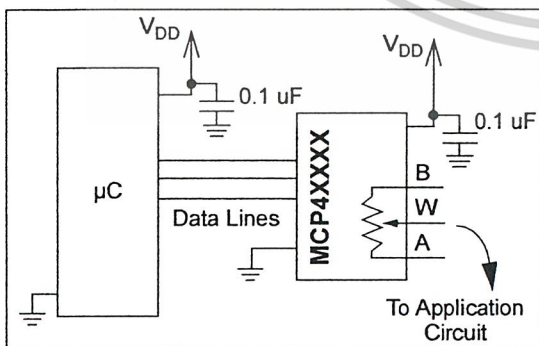 VDD
0.1 uF
VDD
0.1 uF
µC
Data Lines
MCP4XXXX
B
W
A
To Application
Circuit